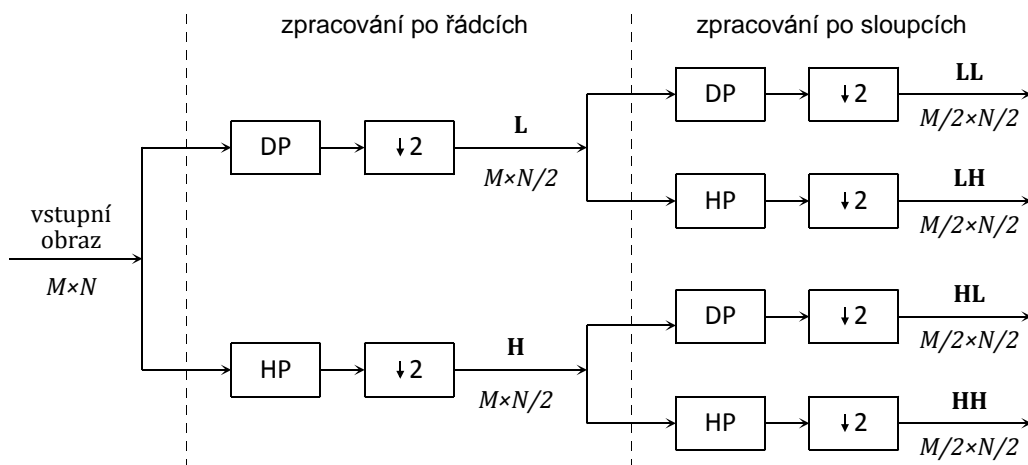 zpracování po řádcích
zpracování po sloupcích
vstupní
obraz
M×N
DP
↓2
L
M×N/2
HP
↓2
H
M×N/2
DP
↓2
LL
M/2×N/2
HP
↓2
LH
M/2×N/2
DP
↓2
HL
M/2×N/2
HP
↓2
HH
M/2×N/2